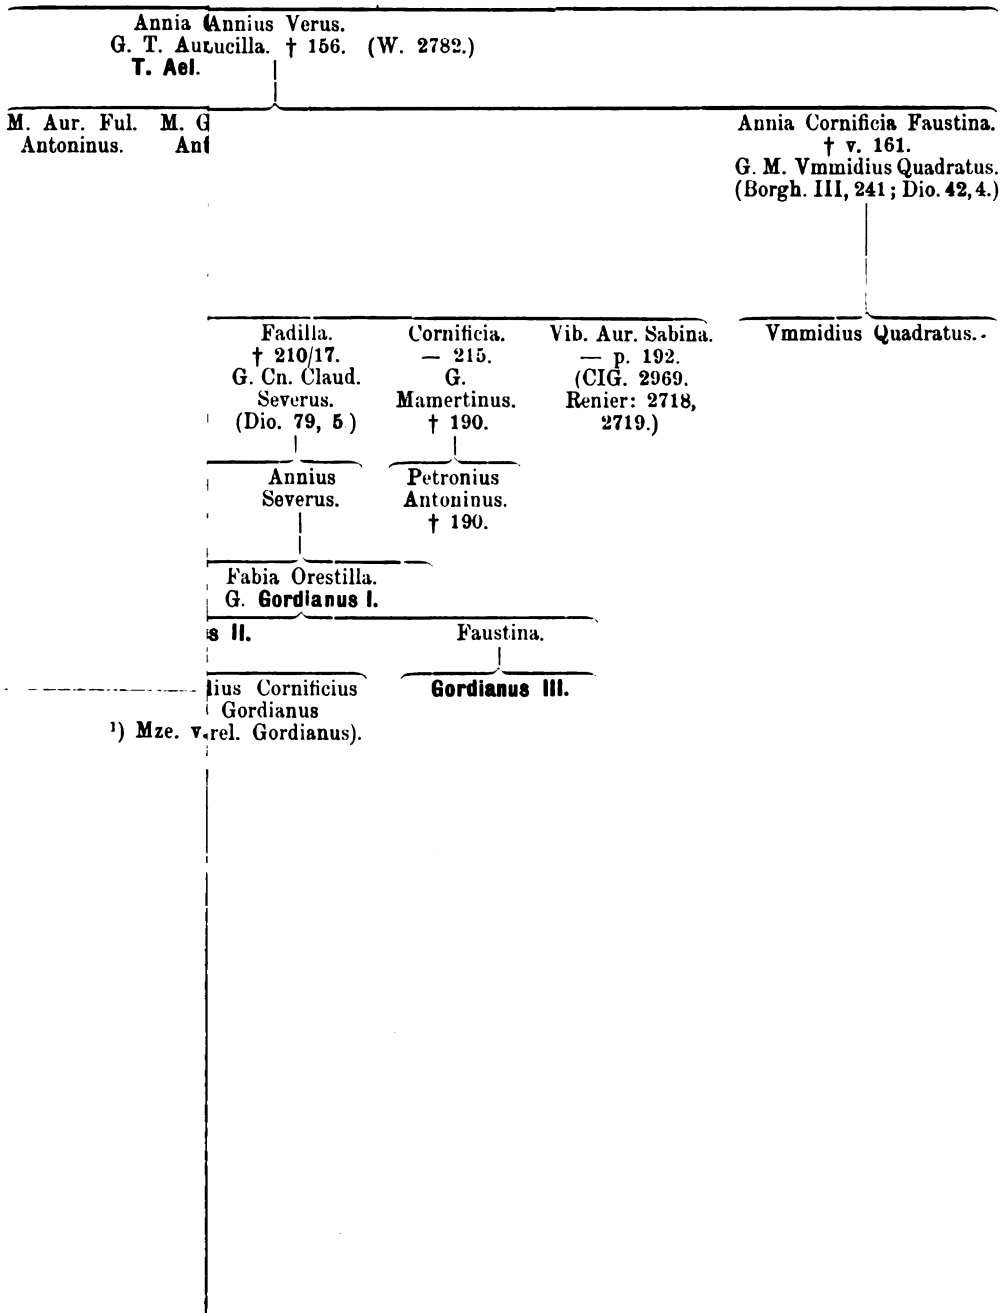 Annia Annius Verus.
G. T. Au Lucilla. † 156. (W. 2782.)
T. Ael.
M. Aur. Ful. M. G
Antoninus. Ant
Annia Cornificia Faustina.
† v. 161.
G. M. Vmmidius Quadratus.
(Borgh. III, 241; Dio. 42, 4.)
Fadilla.
† 210/17.
G. Cn. Claud.
Severus.
(Dio. 79, 5.)
Cornificia.
— 215.
G.
Mamertinus.
† 190.
Vib. Aur. Sabina.
— p. 192.
(CIG. 2969.
Renier: 2718,
2719.)
Vmmidius Quadratus.
Annius
Severus.
Petronius
Antoninus.
† 190.
Fabia Orestilla.
G. Gordianus I.
s II.
Faustina.
lius Cornificius
Gordianus
Gordianus III.
¹) Mze. v. rel. Gordianus).